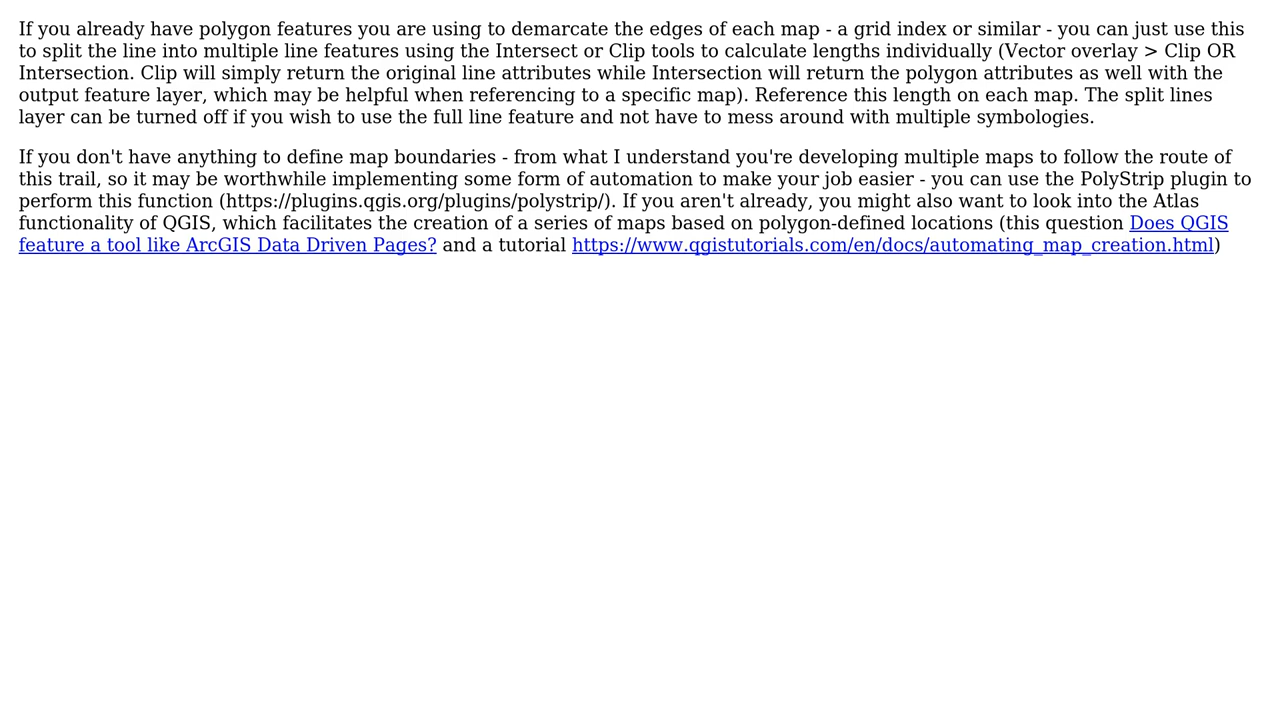 If you already have polygon features you are using to demarcate the edges of each map - a grid index or similar - you can just use this
to split the line into multiple line features using the Intersect or Clip tools to calculate lengths individually (Vector overlay > Clip OR
Intersection. Clip will simply return the original line attributes while Intersection will return the polygon attributes as well with the
output feature layer, which may be helpful when referencing to a specific map). Reference this length on each map. The split lines
layer can be turned off if you wish to use the full line feature and not have to mess around with multiple symbologies.
If you don't have anything to define map boundaries - from what I understand you're developing multiple maps to follow the route of
this trail, so it may be worthwhile implementing some form of automation to make your job easier - you can use the PolyStrip plugin to
perform this function (https://plugins.qgis.org/plugins/polystrip/). If you aren't already, you might also want to look into the Atlas
functionality of QGIS, which facilitates the creation of a series of maps based on polygon-defined locations (this question Does QGIS
feature a tool like ArcGIS Data Driven Pages? and a tutorial https://www.qgistutorials.com/en/docs/automating_map_creation.html)